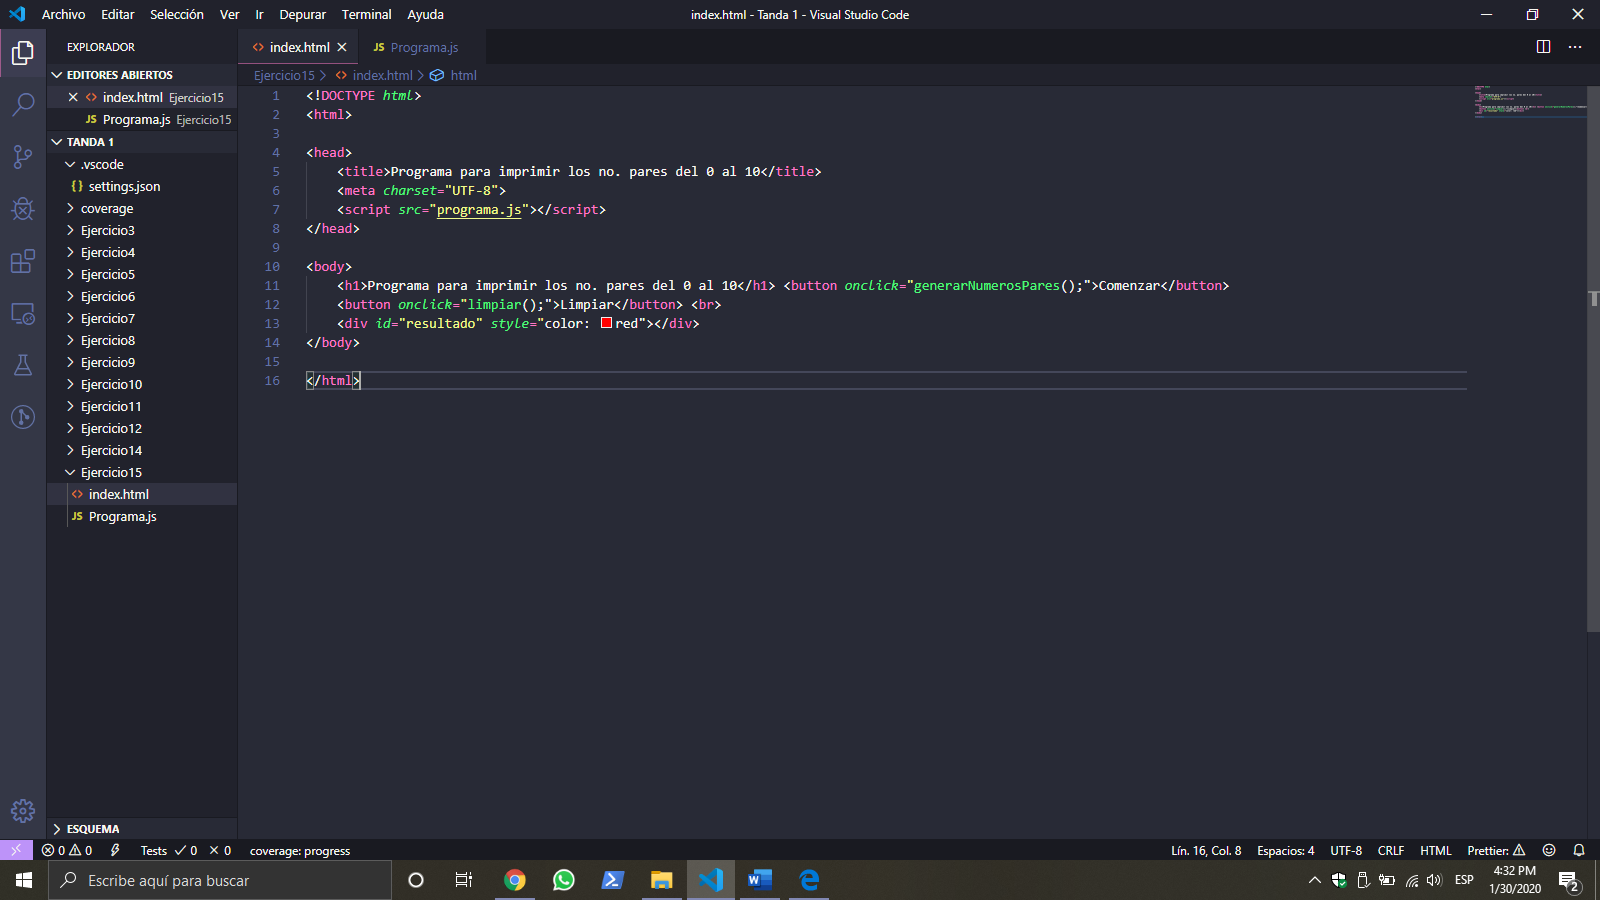 Archivo Editar Selección Ver Ir Depurar Terminal Ayuda
index.html - Tanda 1 - Visual Studio Code
EXPLORADOR
EDITORES ABIERTOS
index.html Ejercicio15
JS Programa.js Ejercicio15
TANDA 1
.vscode
{} settings.json
coverage
Ejercicio3
Ejercicio4
Ejercicio5
Ejercicio6
Ejercicio7
Ejercicio8
Ejercicio9
Ejercicio10
Ejercicio11
Ejercicio12
Ejercicio14
Ejercicio15
index.html
JS Programa.js
ESQUEMA
index.html
JS Programa.js
Ejercicio15 > index.html > html
1 <!DOCTYPE html>
2 <html>
3
4 <head>
5 <title>Programa para imprimir los no. pares del 0 al 10</title>
6 <meta charset="UTF-8">
7 <script src="programa.js"></script>
8 </head>
9
10 <body>
11 <h1>Programa para imprimir los no. pares del 0 al 10</h1> <button onclick="generarNumerosPares();">Comenzar</button>
12 <button onclick="limpiar();">Limpiar</button> <br>
13 <div id="resultado" style="color: red"></div>
14 </body>
15
16 </html>
0 0 Tests 0 0 coverage: progress
Lín. 16, Col. 8 Espacios: 4 UTF-8 CRLF HTML Prettier:
Escribe aquí para buscar
ESP
4:32 PM
1/30/2020
2